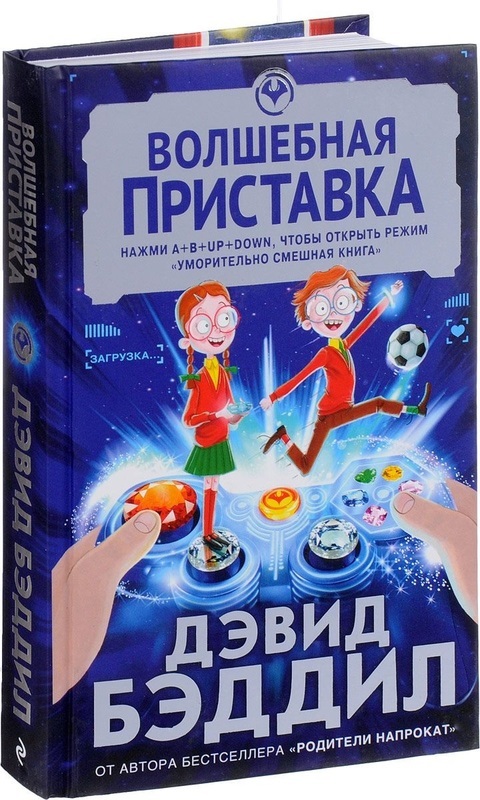 ВОЛШЕБНАЯ
ПРИСТАВКА
НАЖМИ A+B+UP+DOWN, ЧТОБЫ ОТКРЫТЬ РЕЖИМ
«УМОРИТЕЛЬНО СМЕШНАЯ КНИГА»
ЗАГРУЗКА...
ДЭВИД
БЭДДИЛ
ОТ АВТОРА БЕСТСЕЛЛЕРА «РОДИТЕЛИ НАПРОКАТ»
ВОЛШЕБНАЯ
ПРИСТАВКА
ДЭВИД БЭДДИЛ